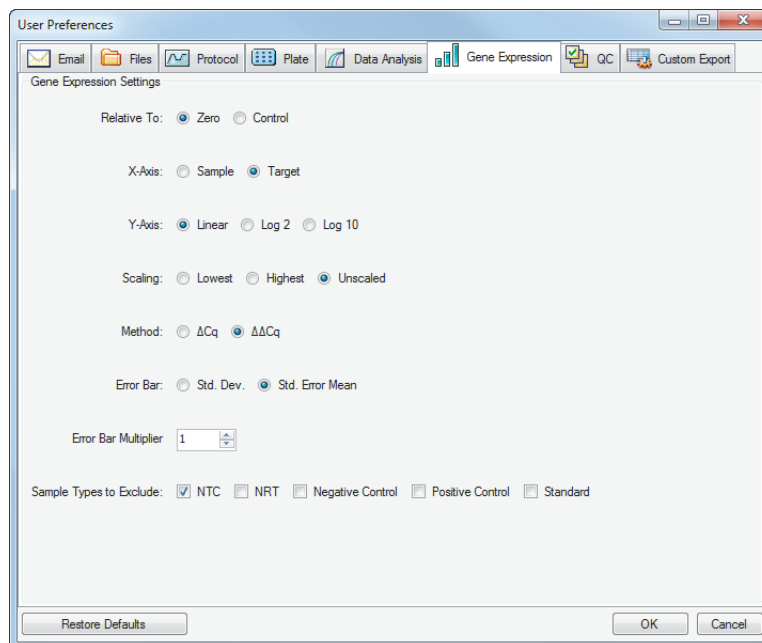 User Preferences
Email Files Protocol Plate Data Analysis Gene Expression QC Custom Export
Gene Expression Settings
Relative To: Zero Control
X-Axis: Sample Target
Y-Axis: Linear Log 2 Log 10
Scaling: Lowest Highest Unscaled
Method: ΔCq ΔΔCq
Error Bar: Std. Dev. Std. Error Mean
Error Bar Multiplier 1
Sample Types to Exclude: NTC NRT Negative Control Positive Control Standard
Restore Defaults OK Cancel